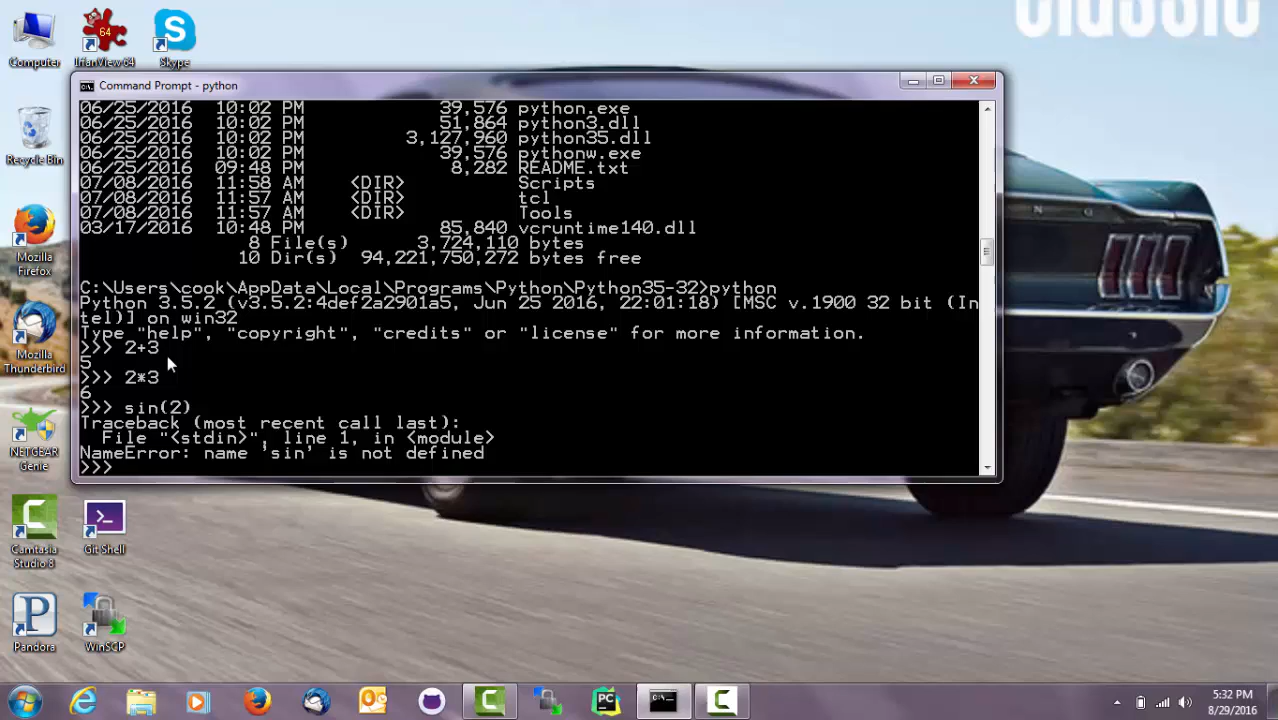 CLASSIC
Computer
IrfanView 64
Skype
64
Command Prompt - python
06/25/2016  10:02 PM            39,576 python.exe
06/25/2016  10:02 PM            51,864 python3.dll
06/25/2016  10:02 PM         3,127,960 python35.dll
06/25/2016  10:02 PM            39,576 pythonw.exe
06/25/2016  09:48 PM             8,282 README.txt
07/08/2016  11:58 AM    <DIR>          Scripts
07/08/2016  11:57 AM    <DIR>          tcl
07/08/2016  11:57 AM    <DIR>          Tools
03/17/2016  10:48 PM            85,840 vcruntime140.dll
8 File(s)      3,724,110 bytes
10 Dir(s)  94,221,750,272 bytes free
C:\Users\cook\AppData\Local\Programs\Python\Python35-32>python
Python 3.5.2 (v3.5.2:4def2a2901a5, Jun 25 2016, 22:01:18) [MSC v.1900 32 bit (In
tel)] on win32
Type "help", "copyright", "credits" or "license" for more information.
>>> 2+3
5
>>> 2*3
6
>>> sin(2)
Traceback (most recent call last):
File "<stdin>", line 1, in <module>
NameError: name 'sin' is not defined
>>>
Recycle Bin
Mozilla
Firefox
Mozilla
Thunderbird
NETGEAR
Genie
Camtasia
Studio 8
Git Shell
Pandora
WinSCP
N G
PC
5:32 PM
8/29/2016